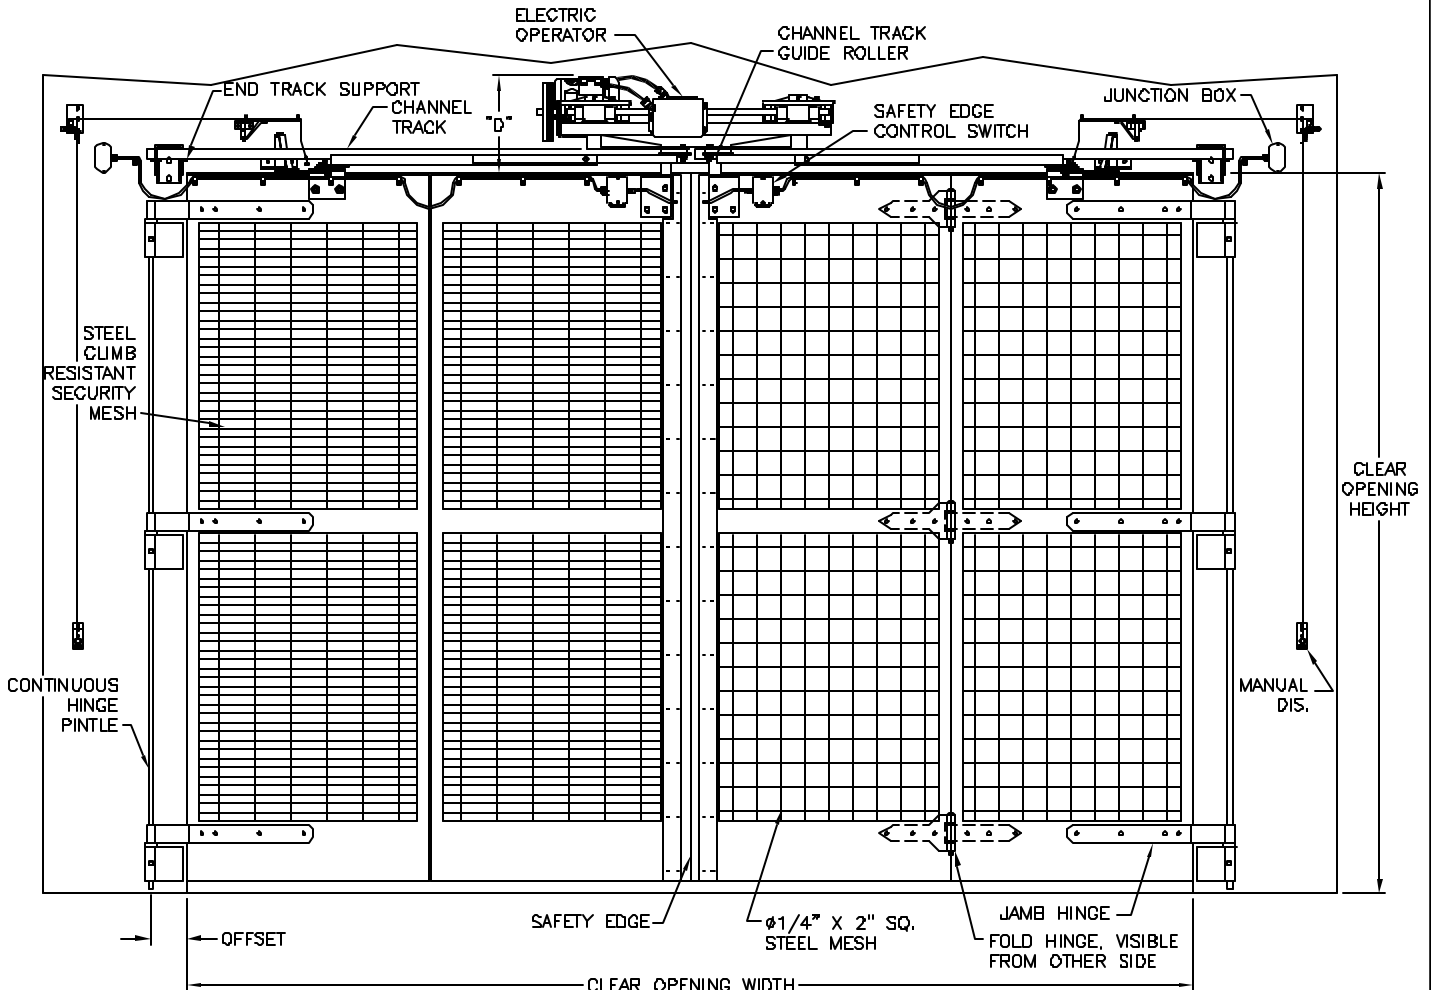 ELECTRIC
OPERATOR
CHANNEL TRACK
GUIDE ROLLER
END TRACK SUPPORT
CHANNEL
TRACK
"D"
SAFETY EDGE
CONTROL SWITCH
JUNCTION BOX
STEEL
CLIMB
RESISTANT
SECURITY
MESH
CLEAR
OPENING
HEIGHT
CONTINUOUS
HINGE
PINTLE
MANUAL
DIS.
SAFETY EDGE
ø1/4" X 2" SQ.
STEEL MESH
JAMB HINGE
FOLD HINGE, VISIBLE
FROM OTHER SIDE
OFFSET
CLEAR OPENING WIDTH